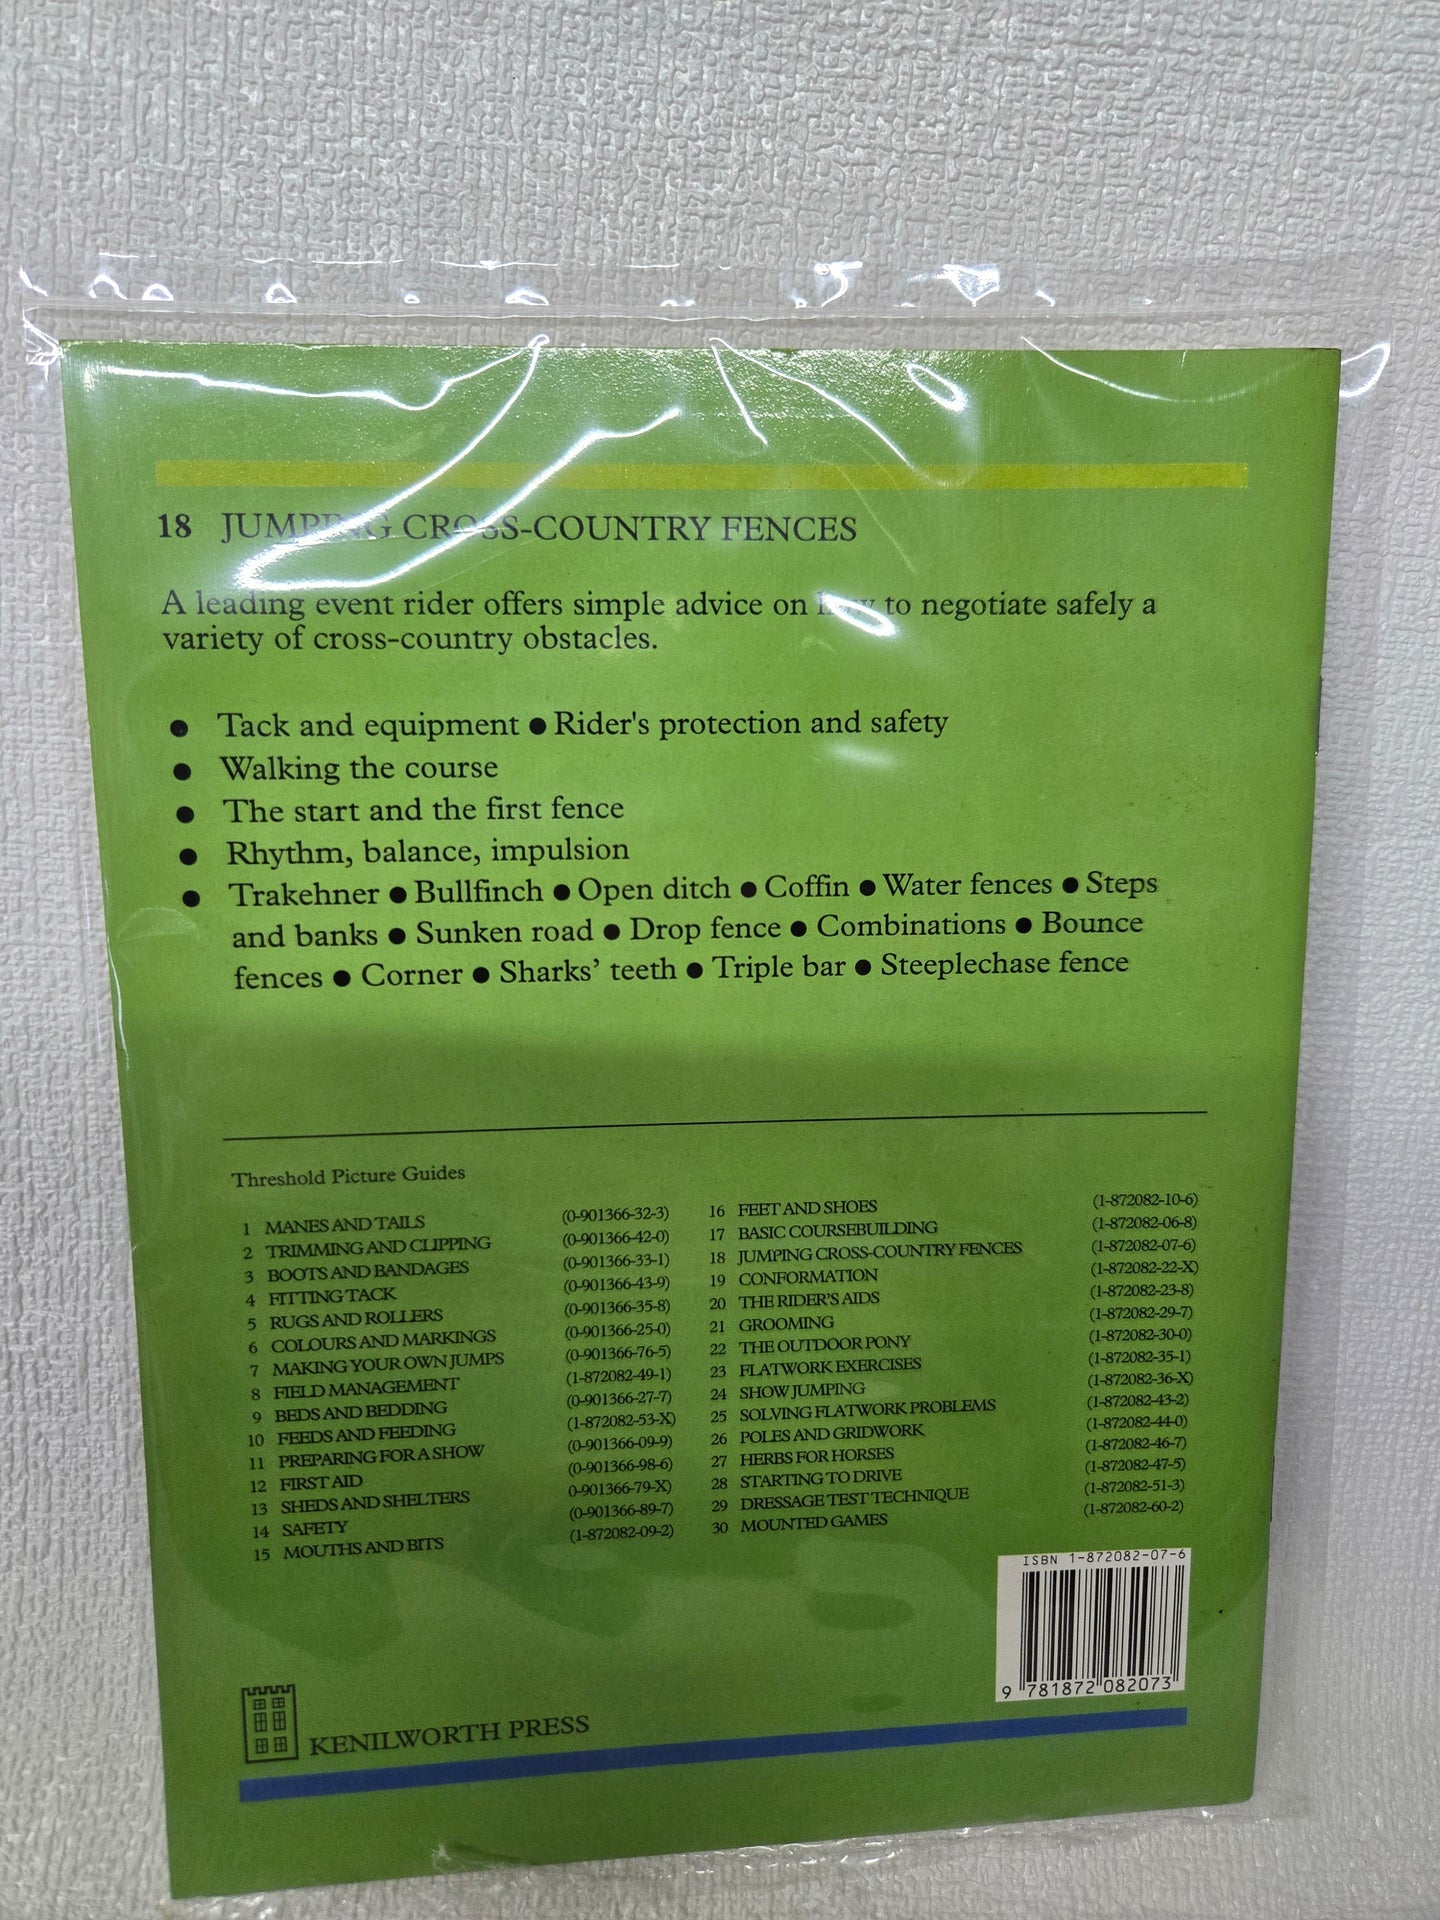 18 JUMPING CROSS-COUNTRY FENCES
A leading event rider offers simple advice on how to negotiate safely a
variety of cross-country obstacles.
● Tack and equipment ● Rider's protection and safety
● Walking the course
● The start and the first fence
● Rhythm, balance, impulsion
● Trakehner ● Bullfinch ● Open ditch ● Coffin ● Water fences ● Steps
and banks ● Sunken road ● Drop fence ● Combinations ● Bounce
fences ● Corner ● Sharks' teeth ● Triple bar ● Steeplechase fence
Threshold Picture Guides
1 MANES AND TAILS (0-901366-32-3)
2 TRIMMING AND CLIPPING (0-901366-42-0)
3 BOOTS AND BANDAGES (0-901366-33-1)
4 FITTING TACK (0-901366-43-9)
5 RUGS AND ROLLERS (0-901366-35-8)
6 COLOURS AND MARKINGS (0-901366-25-0)
7 MAKING YOUR OWN JUMPS (0-901366-76-5)
8 FIELD MANAGEMENT (1-872082-49-1)
9 BEDS AND BEDDING (0-901366-27-7)
10 FEEDS AND FEEDING (1-872082-53-X)
11 PREPARING FOR A SHOW (0-901366-09-9)
12 FIRST AID (0-901366-98-6)
13 SHEDS AND SHELTERS 0-901366-79-X)
14 SAFETY (0-901366-89-7)
15 MOUTHS AND BITS (1-872082-09-2)
16 FEET AND SHOES (1-872082-10-6)
17 BASIC COURSEBUILDING (1-872082-06-8)
18 JUMPING CROSS-COUNTRY FENCES (1-872082-07-6)
19 CONFORMATION (1-872082-22-X)
20 THE RIDER'S AIDS (1-872082-23-8)
21 GROOMING (1-872082-29-7)
22 THE OUTDOOR PONY (1-872082-30-0)
23 FLATWORK EXERCISES (1-872082-35-1)
24 SHOW JUMPING (1-872082-36-X)
25 SOLVING FLATWORK PROBLEMS (1-872082-43-2)
26 POLES AND GRIDWORK (1-872082-44-0)
27 HERBS FOR HORSES (1-872082-46-7)
28 STARTING TO DRIVE (1-872082-47-5)
29 DRESSAGE TEST TECHNIQUE (1-872082-51-3)
30 MOUNTED GAMES (1-872082-60-2)
ISBN 1-872082-07-6
9 781872 082073
KENILWORTH PRESS